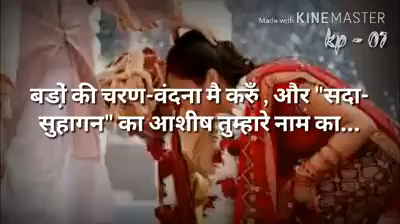 Made with KINEMASTER
kp - 07
बडों़ की चरण-वंदना मै करुँ , और "सदा-
सुहागन" का आशीष तुम्हारे नाम का...